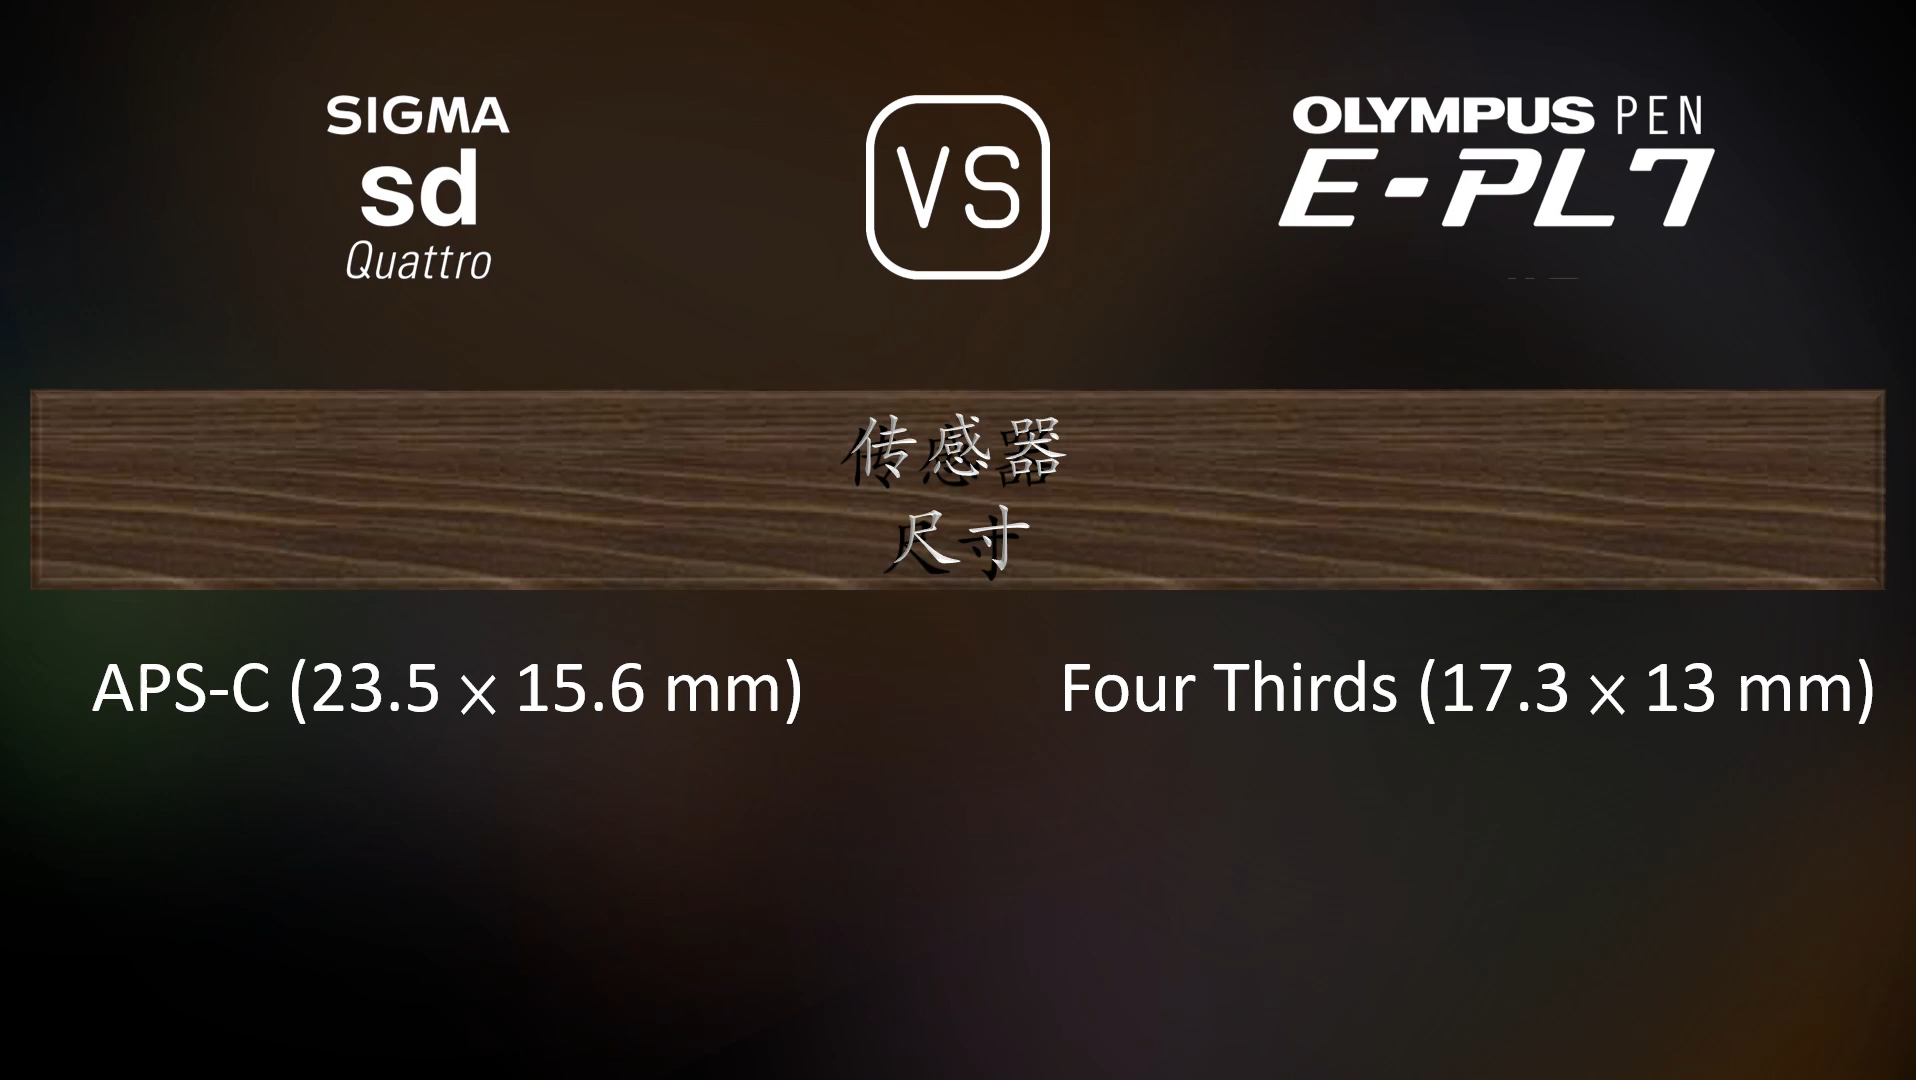 SIGMA
sd
Quattro
VS
OLYMPUS PEN
E-PL7
传感器
尺寸
APS-C (23.5 x 15.6 mm)
Four Thirds (17.3 x 13 mm)